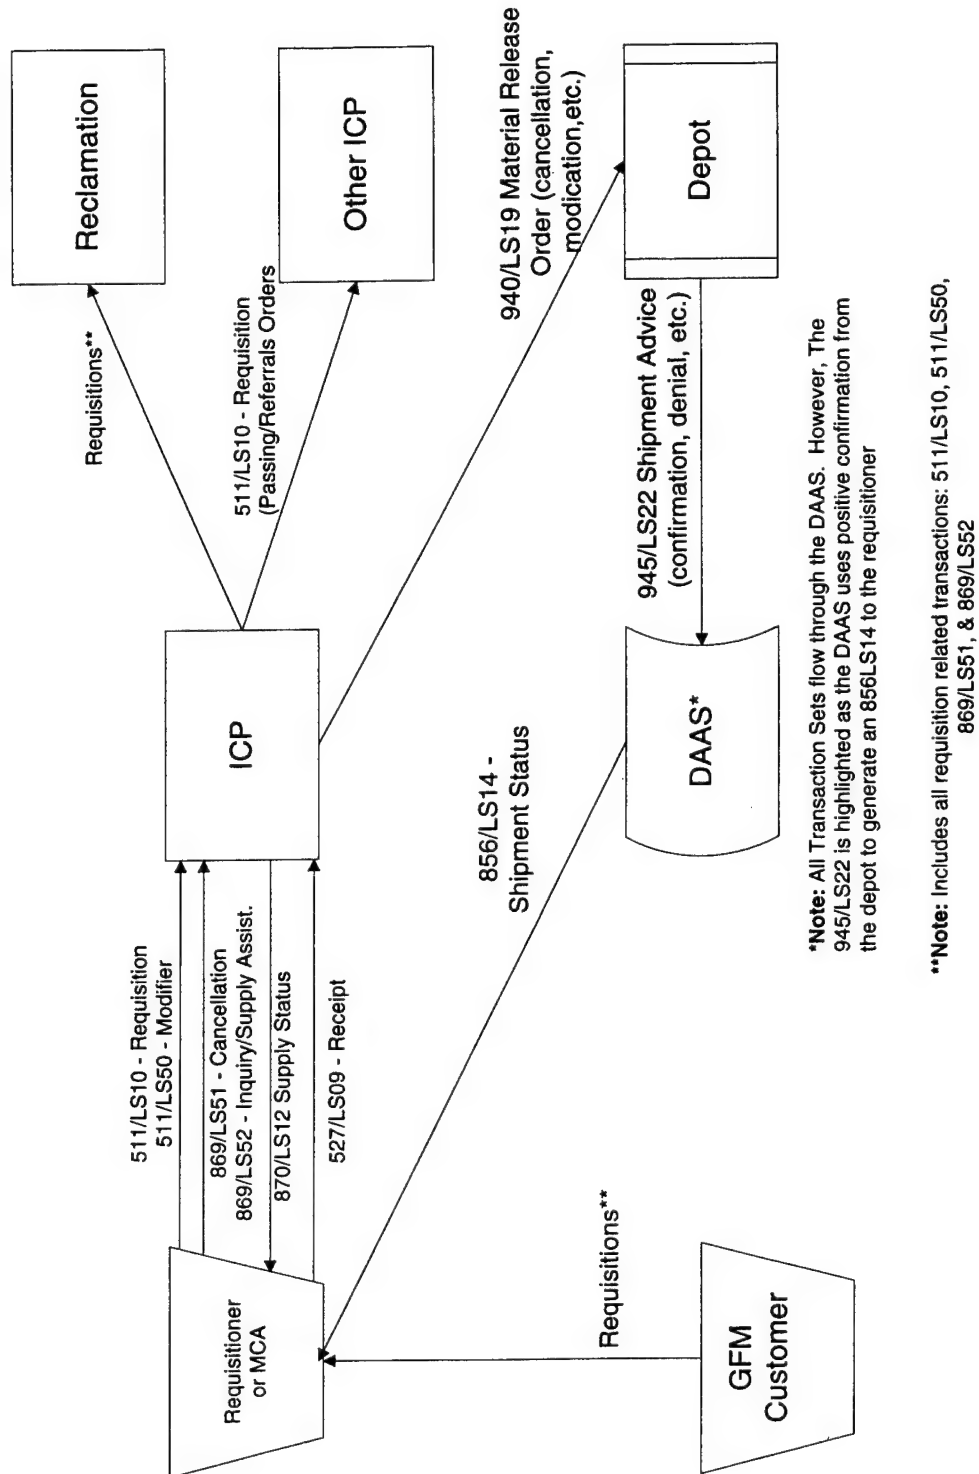 Requisitioner
or MCA
511/LS10 - Requisition
511/LS50 - Modifier
869/LS51 - Cancellation
869/LS52 - Inquiry/Supply Assist.
870/LS12 Supply Status
527/LS09 - Receipt
ICP
Requisitions**
Reclamation
511/LS10 - Requisition
(Passing/Referrals Orders
Other ICP
940/LS19 Material Release
Order (cancellation,
modication,etc.)
856/LS14 -
Shipment Status
Requisitions**
GFM
Customer
DAAS*
945/LS22 Shipment Advice
(confirmation, denial, etc.)
Depot
*Note: All Transaction Sets flow through the DAAS. However, The
945/LS22 is highlighted as the DAAS uses positive confirmation from
the depot to generate an 856LS14 to the requisitioner
**Note: Includes all requisition related transactions: 511/LS10, 511/LS50,
869/LS51, & 869/LS52